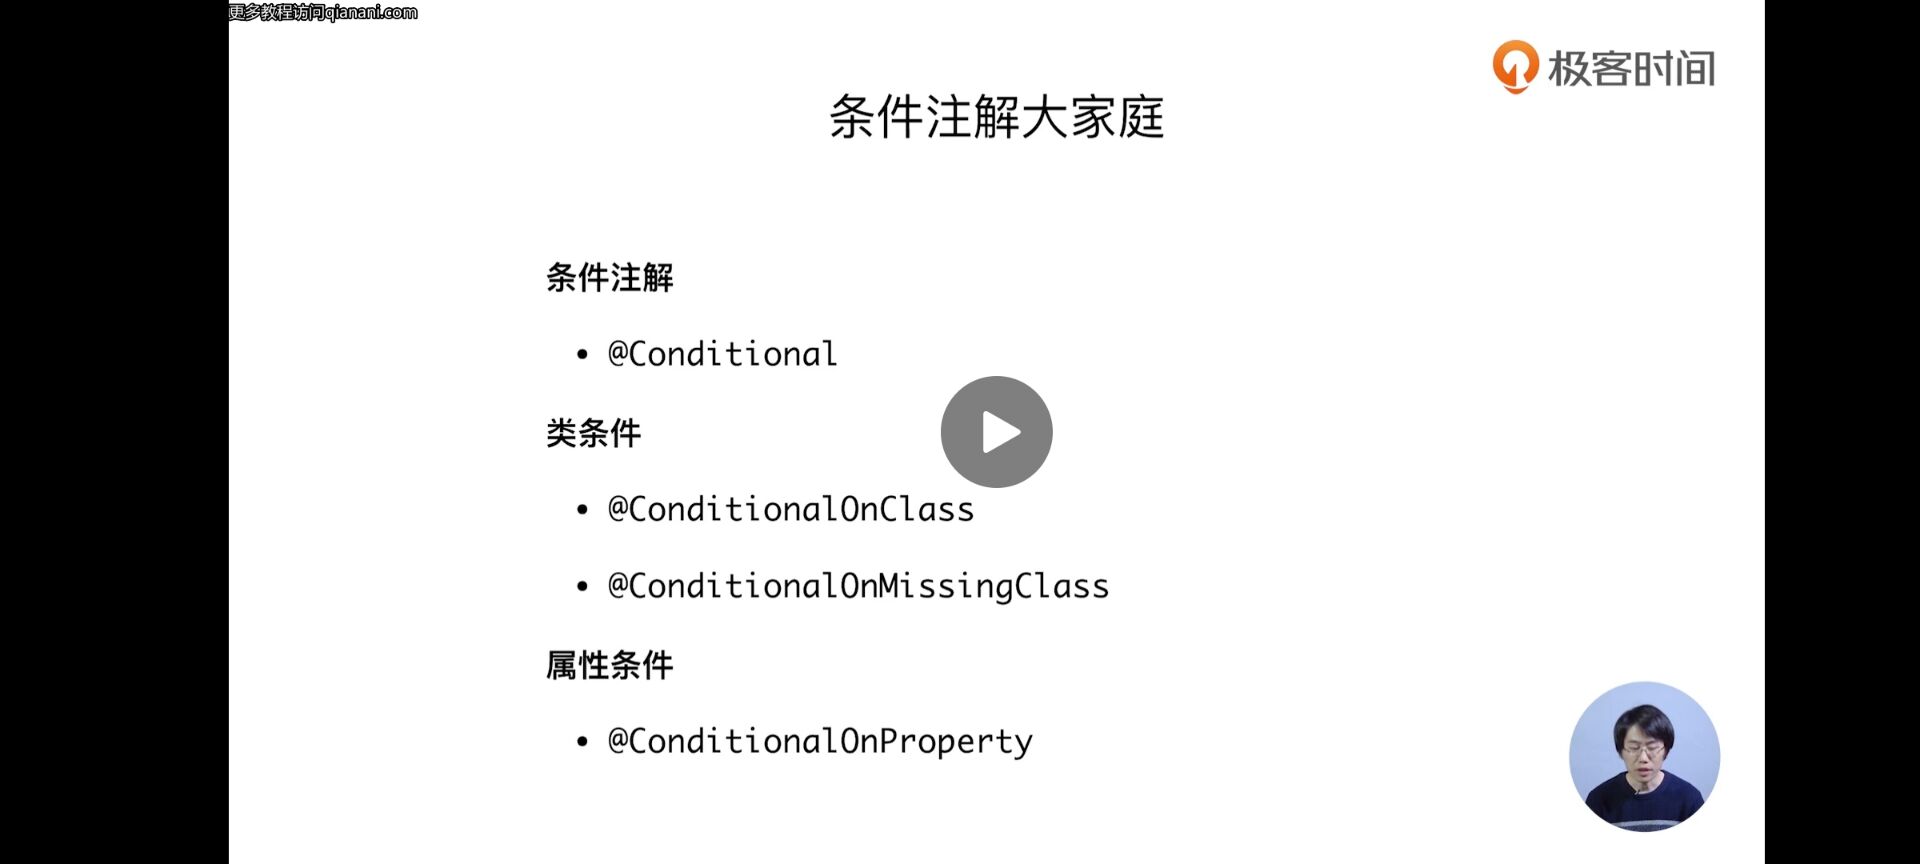 更多教程访问qianani.com
极客时间
条件注解大家庭
条件注解
• @Conditional
类条件
• @ConditionalOnClass
• @ConditionalOnMissingClass
属性条件
• @ConditionalOnProperty